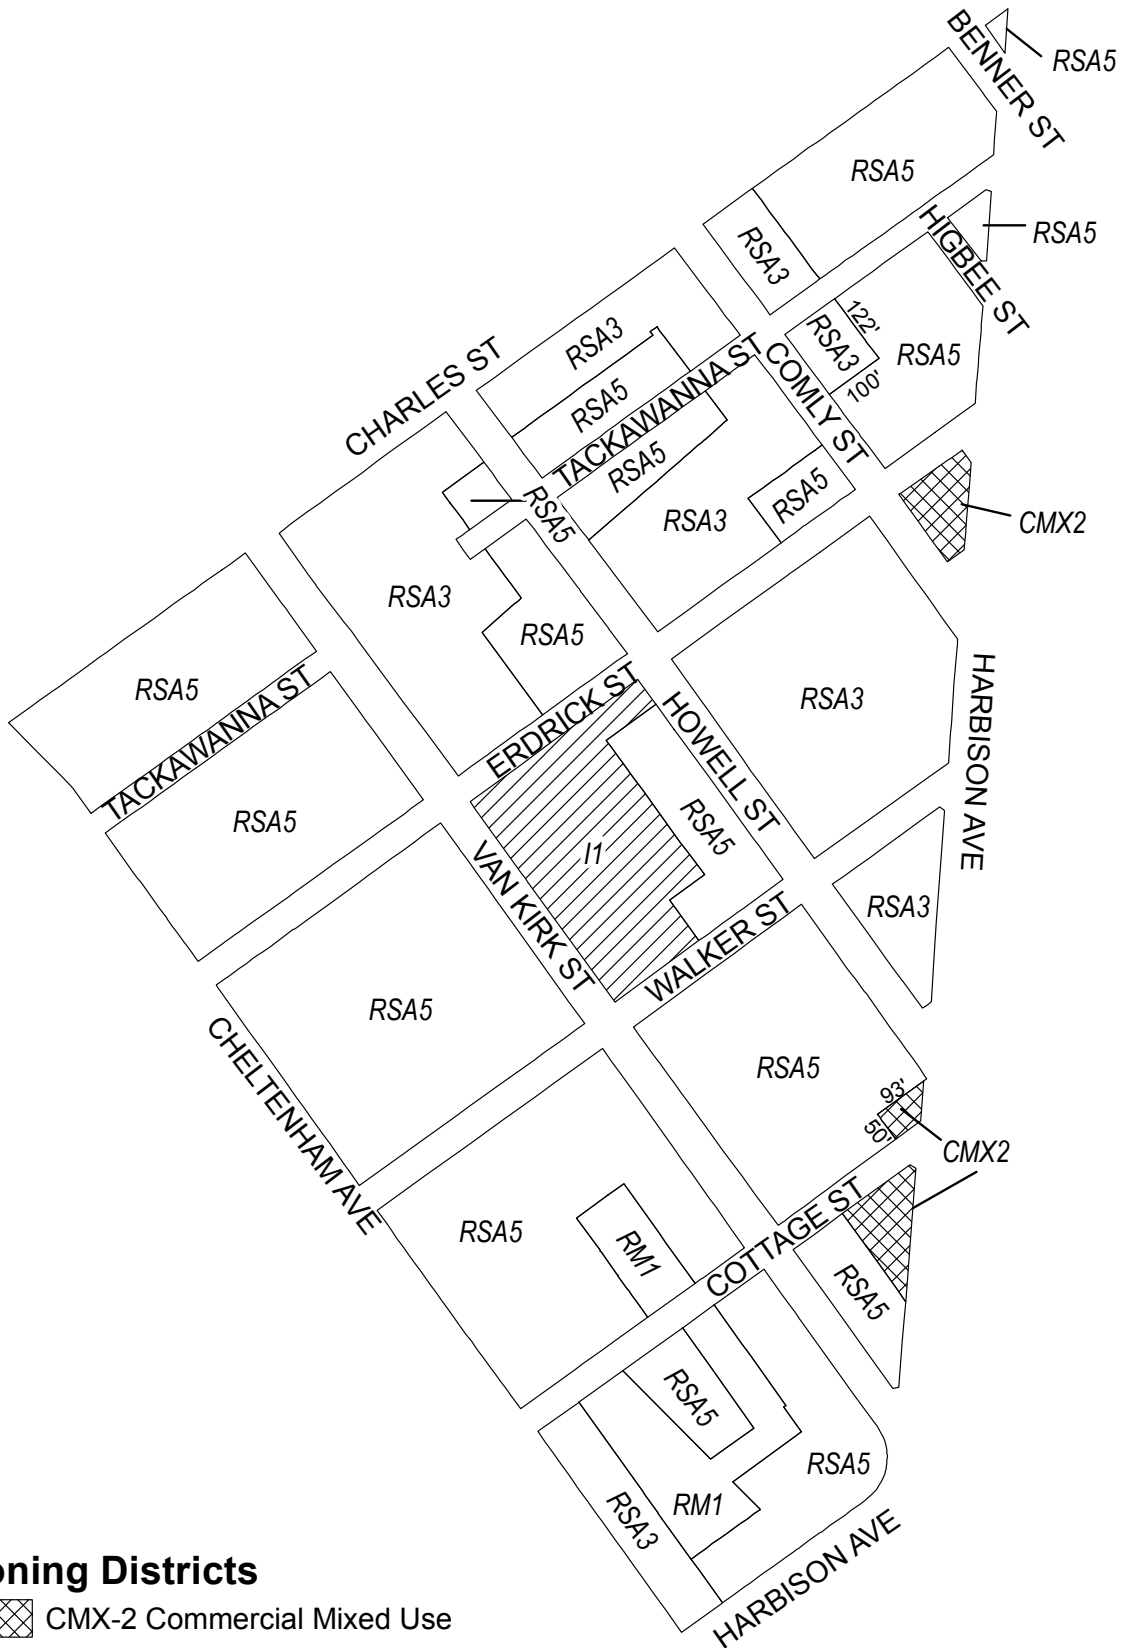 BENNER ST
RSA5
RSA5
HIGBEE ST
RSA5
RSA3
122'
RSA3
100'
RSA5
COMLY ST
CHARLES ST
RSA3
RSA5
TACKAWANNA ST
RSA5
RSA3
RSA5
CMX2
RSA5
RSA3
RSA5
RSA5
TACKAWANNA ST
RSA5
ERDRICK ST
HOWELL ST
RSA3
HARBISON AVE
I1
RSA5
VAN KIRK ST
WALKER ST
RSA3
RSA5
CHELTENHAM AVE
RSA5
93'
50'
CMX2
RSA5
RM1
COTTAGE ST
RSA5
RSA5
RSA5
RSA3
RM1
HARBISON AVE
oning Districts
CMX-2 Commercial Mixed Use